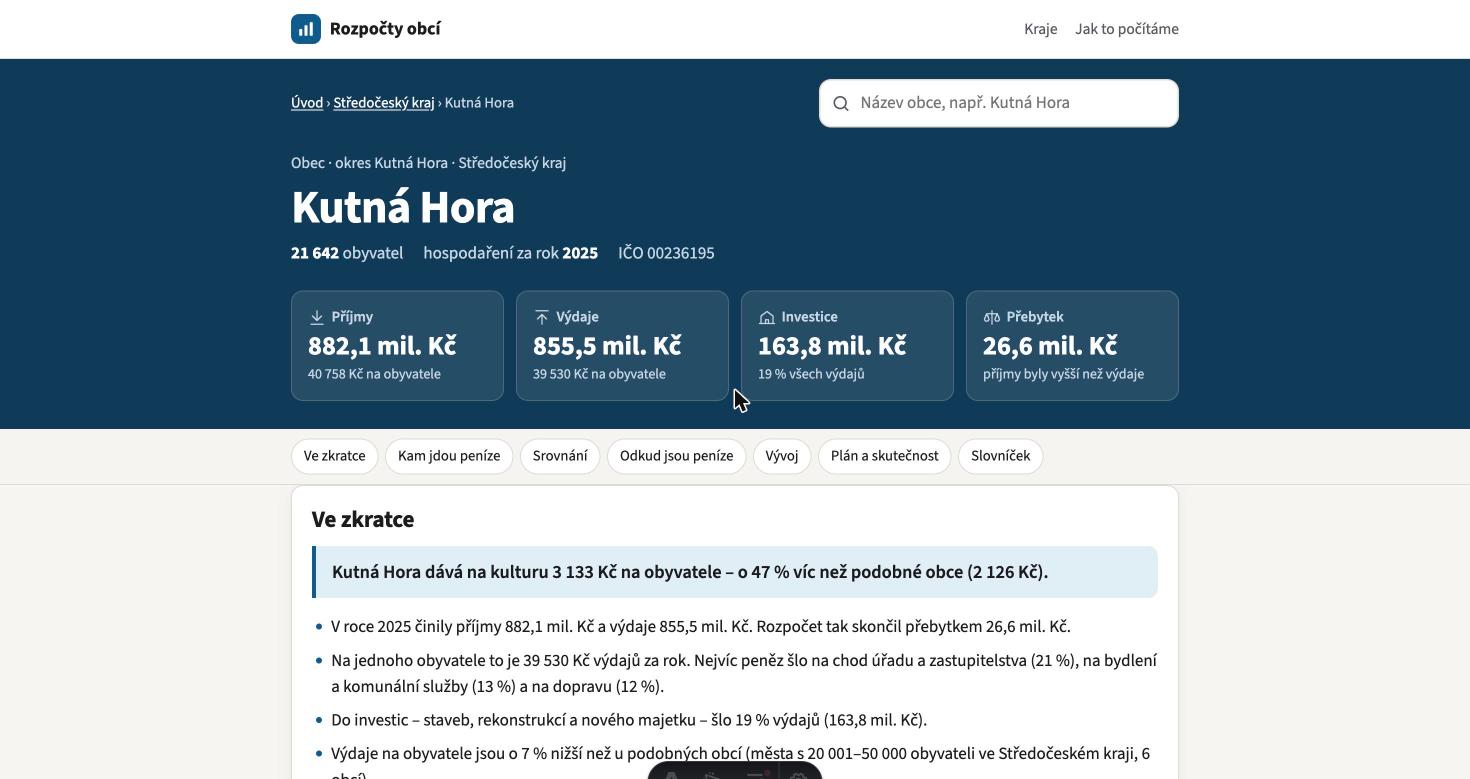 Rozpočty obcí
Kraje Jak to počítáme
Úvod › Středočeský kraj › Kutná Hora
Název obce, např. Kutná Hora
Obec · okres Kutná Hora · Středočeský kraj
Kutná Hora
21 642 obyvatel hospodaření za rok 2025 IČO 00236195
Příjmy
882,1 mil. Kč
40 758 Kč na obyvatele
Výdaje
855,5 mil. Kč
39 530 Kč na obyvatele
Investice
163,8 mil. Kč
19 % všech výdajů
Přebytek
26,6 mil. Kč
příjmy byly vyšší než výdaje
Ve zkratce Kam jdou peníze Srovnání Odkud jsou peníze Vývoj Plán a skutečnost Slovníček
Ve zkratce
Kutná Hora dává na kulturu 3 133 Kč na obyvatele – o 47 % víc než podobné obce (2 126 Kč).
V roce 2025 činily příjmy 882,1 mil. Kč a výdaje 855,5 mil. Kč. Rozpočet tak skončil přebytkem 26,6 mil. Kč.
Na jednoho obyvatele to je 39 530 Kč výdajů za rok. Nejvíc peněz šlo na chod úřadu a zastupitelstva (21 %), na bydlení
a komunální služby (13 %) a na dopravu (12 %).
Do investic – staveb, rekonstrukcí a nového majetku – šlo 19 % výdajů (163,8 mil. Kč).
Výdaje na obyvatele jsou o 7 % nižší než u podobných obcí (města s 20 001–50 000 obyvateli ve Středočeském kraji, 6